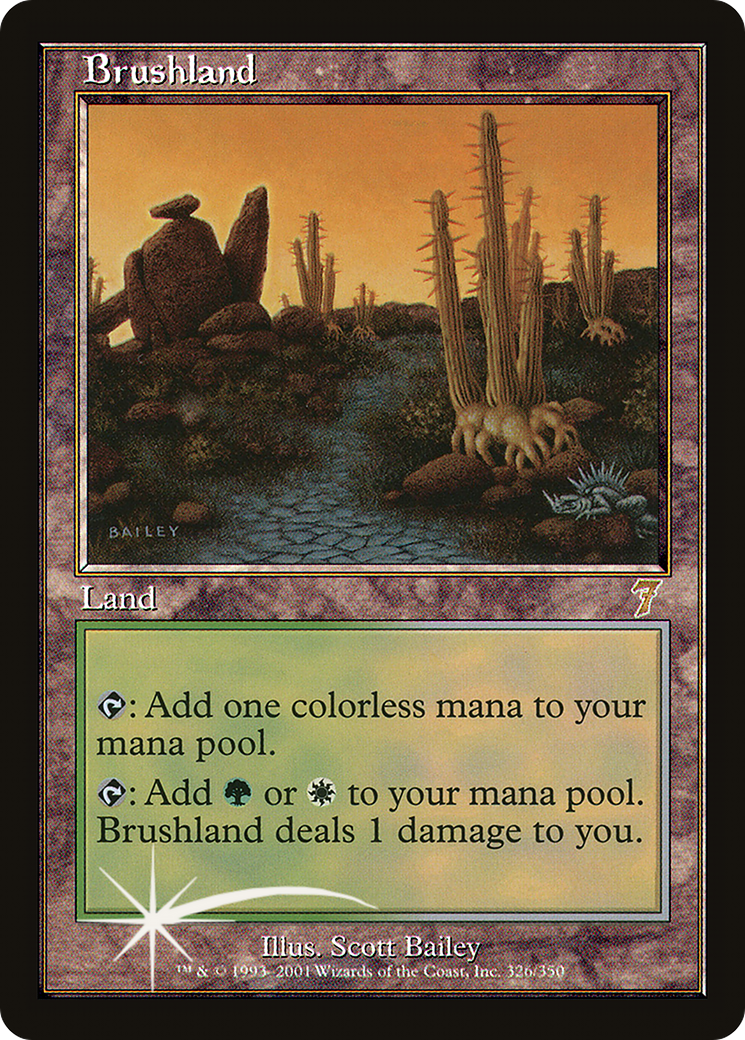 Brushland
BAILEY
Land
7
: Add one colorless mana to your
mana pool.
: Add or to your mana pool.
Brushland deals 1 damage to you.
Illus. Scott Bailey
™ & © 1993-2001 Wizards of the Coast, Inc. 326/350